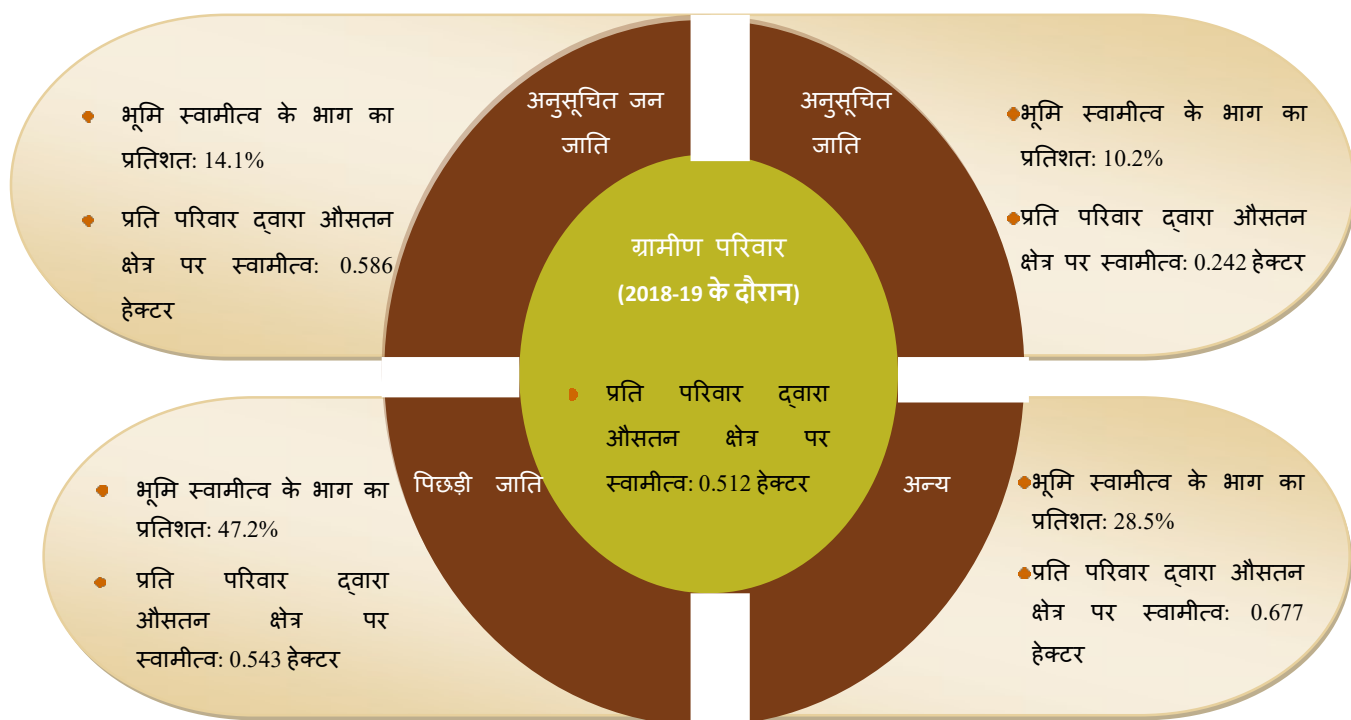 अनुसूचित जन
जाति
भूमि स्वामीत्व के भाग का
प्रतिशत: 14.1%
प्रति परिवार द्वारा औसतन
क्षेत्र पर स्वामीत्व: 0.586
हेक्टर
अनुसूचित
जाति
भूमि स्वामीत्व के भाग का
प्रतिशत: 10.2%
प्रति परिवार द्वारा औसतन
क्षेत्र पर स्वामीत्व: 0.242 हेक्टर
ग्रामीण परिवार
(2018-19 के दौरान)
प्रति परिवार द्वारा
औसतन क्षेत्र पर
स्वामीत्व: 0.512 हेक्टर
पिछड़ी जाति
भूमि स्वामीत्व के भाग का
प्रतिशत: 47.2%
प्रति परिवार द्वारा
औसतन क्षेत्र पर
स्वामीत्व: 0.543 हेक्टर
अन्य
भूमि स्वामीत्व के भाग का
प्रतिशत: 28.5%
प्रति परिवार द्वारा औसतन
क्षेत्र पर स्वामीत्व: 0.677
हेक्टर